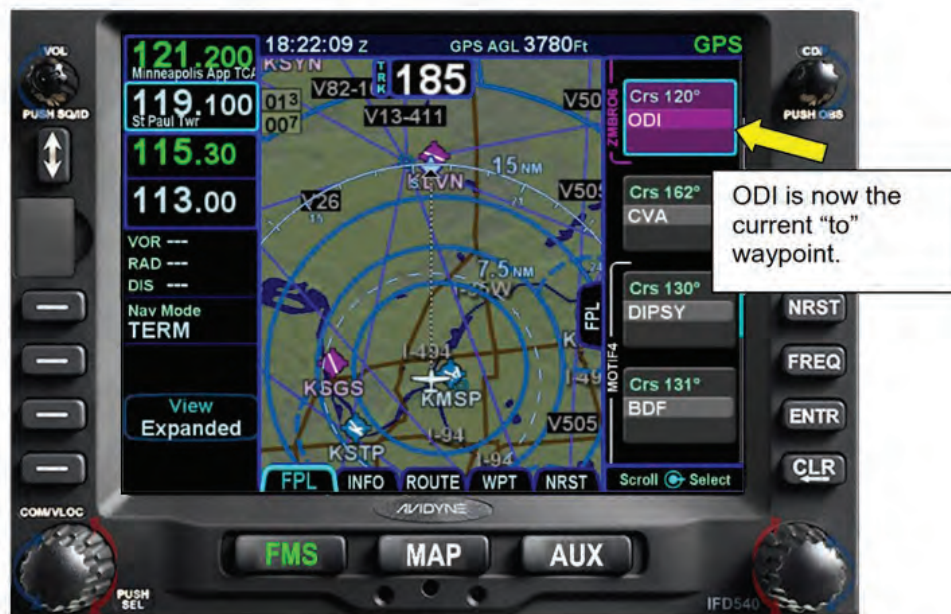 VOL
PUSH SQ/ID
121.200
Minneapolis App TCA
119.100
St Paul Twr
115.30
113.00
VOR ---
RAD ---
DIS ---
Nav Mode
TERM
View
Expanded
18:22:09 Z
GPS AGL 3780Ft
GPS
KSYN
V82-1
TRK 185
013
007
V13-411
V50
15 NM
KLVN
V26
15
21
V505
7.5 NM
24
I-35W
FPL
I-494
K
I-49
KSGS
KMSP
V505
I-94
I-94
KSTP
FPL
INFO
ROUTE
WPT
NRST
ZMBRO6
Crs 120°
ODI
Crs 162°
CVA
MOTIF4
Crs 130°
DIPSY
Crs 131°
BDF
Scroll Select
CDI
PUSH OBS
ODI is now the
current “to”
waypoint.
NRST
FREQ
ENTR
CLR
COM/VLOC
PUSH
SEL
AVIDYNE
FMS
MAP
AUX
IFD540